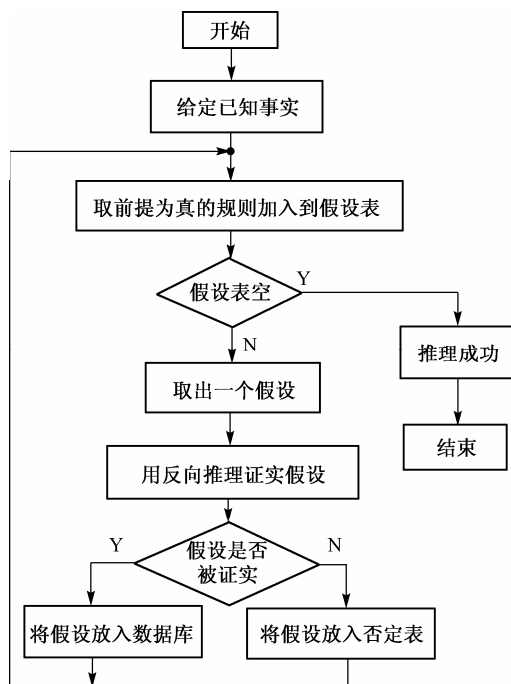 开始
给定已知事实
取前提为真的规则加入到假设表
假设表空
Y
N
推理成功
取出一个假设
结束
用反向推理证实假设
Y
假设是否
被证实
N
将假设放入数据库
将假设放入否定表